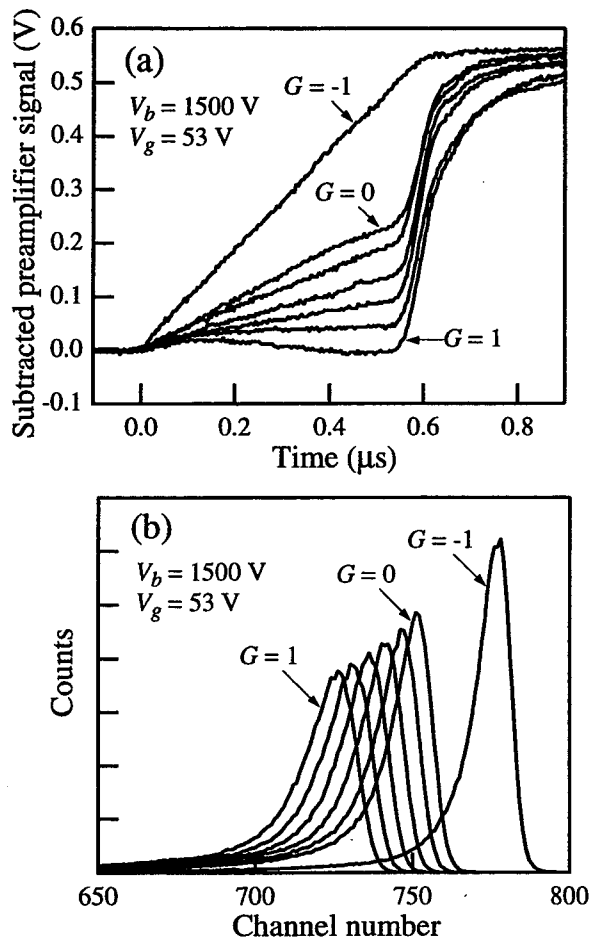 Subtracted preamplifier signal (V)
0.6
0.5
0.4
0.3
0.2
0.1
0.0
-0.1
(a)
V_b = 1500 V
V_g = 53 V
G = -1
G = 0
G = 1
0.0 0.2 0.4 0.6 0.8
Time (μs)
(b)
V_b = 1500 V
V_g = 53 V
G = -1
G = 0
G = 1
Counts
650 700 750 800
Channel number